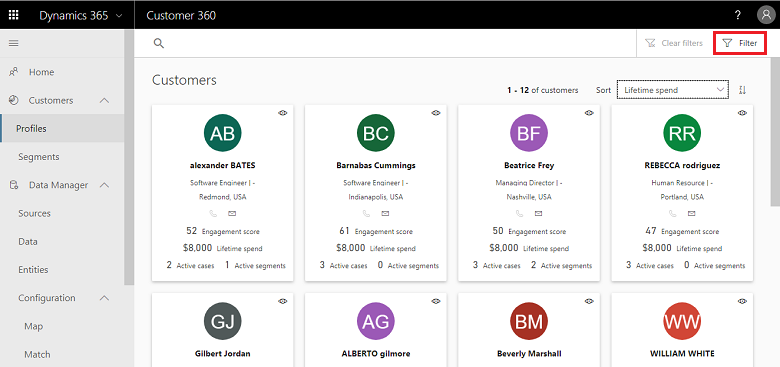 Dynamics 365
Customer 360
?
Clear filters
Filter
Home
Customers
Profiles
Segments
Data Manager
Sources
Data
Entities
Configuration
Map
Match
Customers
1 - 12 of customers
Sort
Lifetime spend
AB
alexander BATES
Software Engineer | -
Redmond, USA
52 Engagement score
$8,000 Lifetime spend
2 Active cases 1 Active segments
BC
Barnabas Cummings
Software Engineer | -
Indianapolis, USA
61 Engagement score
$8,000 Lifetime spend
3 Active cases 0 Active segments
BF
Beatrice Frey
Managing Director | -
Nashville, USA
50 Engagement score
$8,000 Lifetime spend
3 Active cases 2 Active segments
RR
REBECCA rodriguez
Human Resource | -
Portland, USA
47 Engagement score
$8,000 Lifetime spend
3 Active cases 0 Active segments
GJ
Gilbert Jordan
AG
ALBERTO gilmore
BM
Beverly Marshall
WW
WILLIAM WHITE